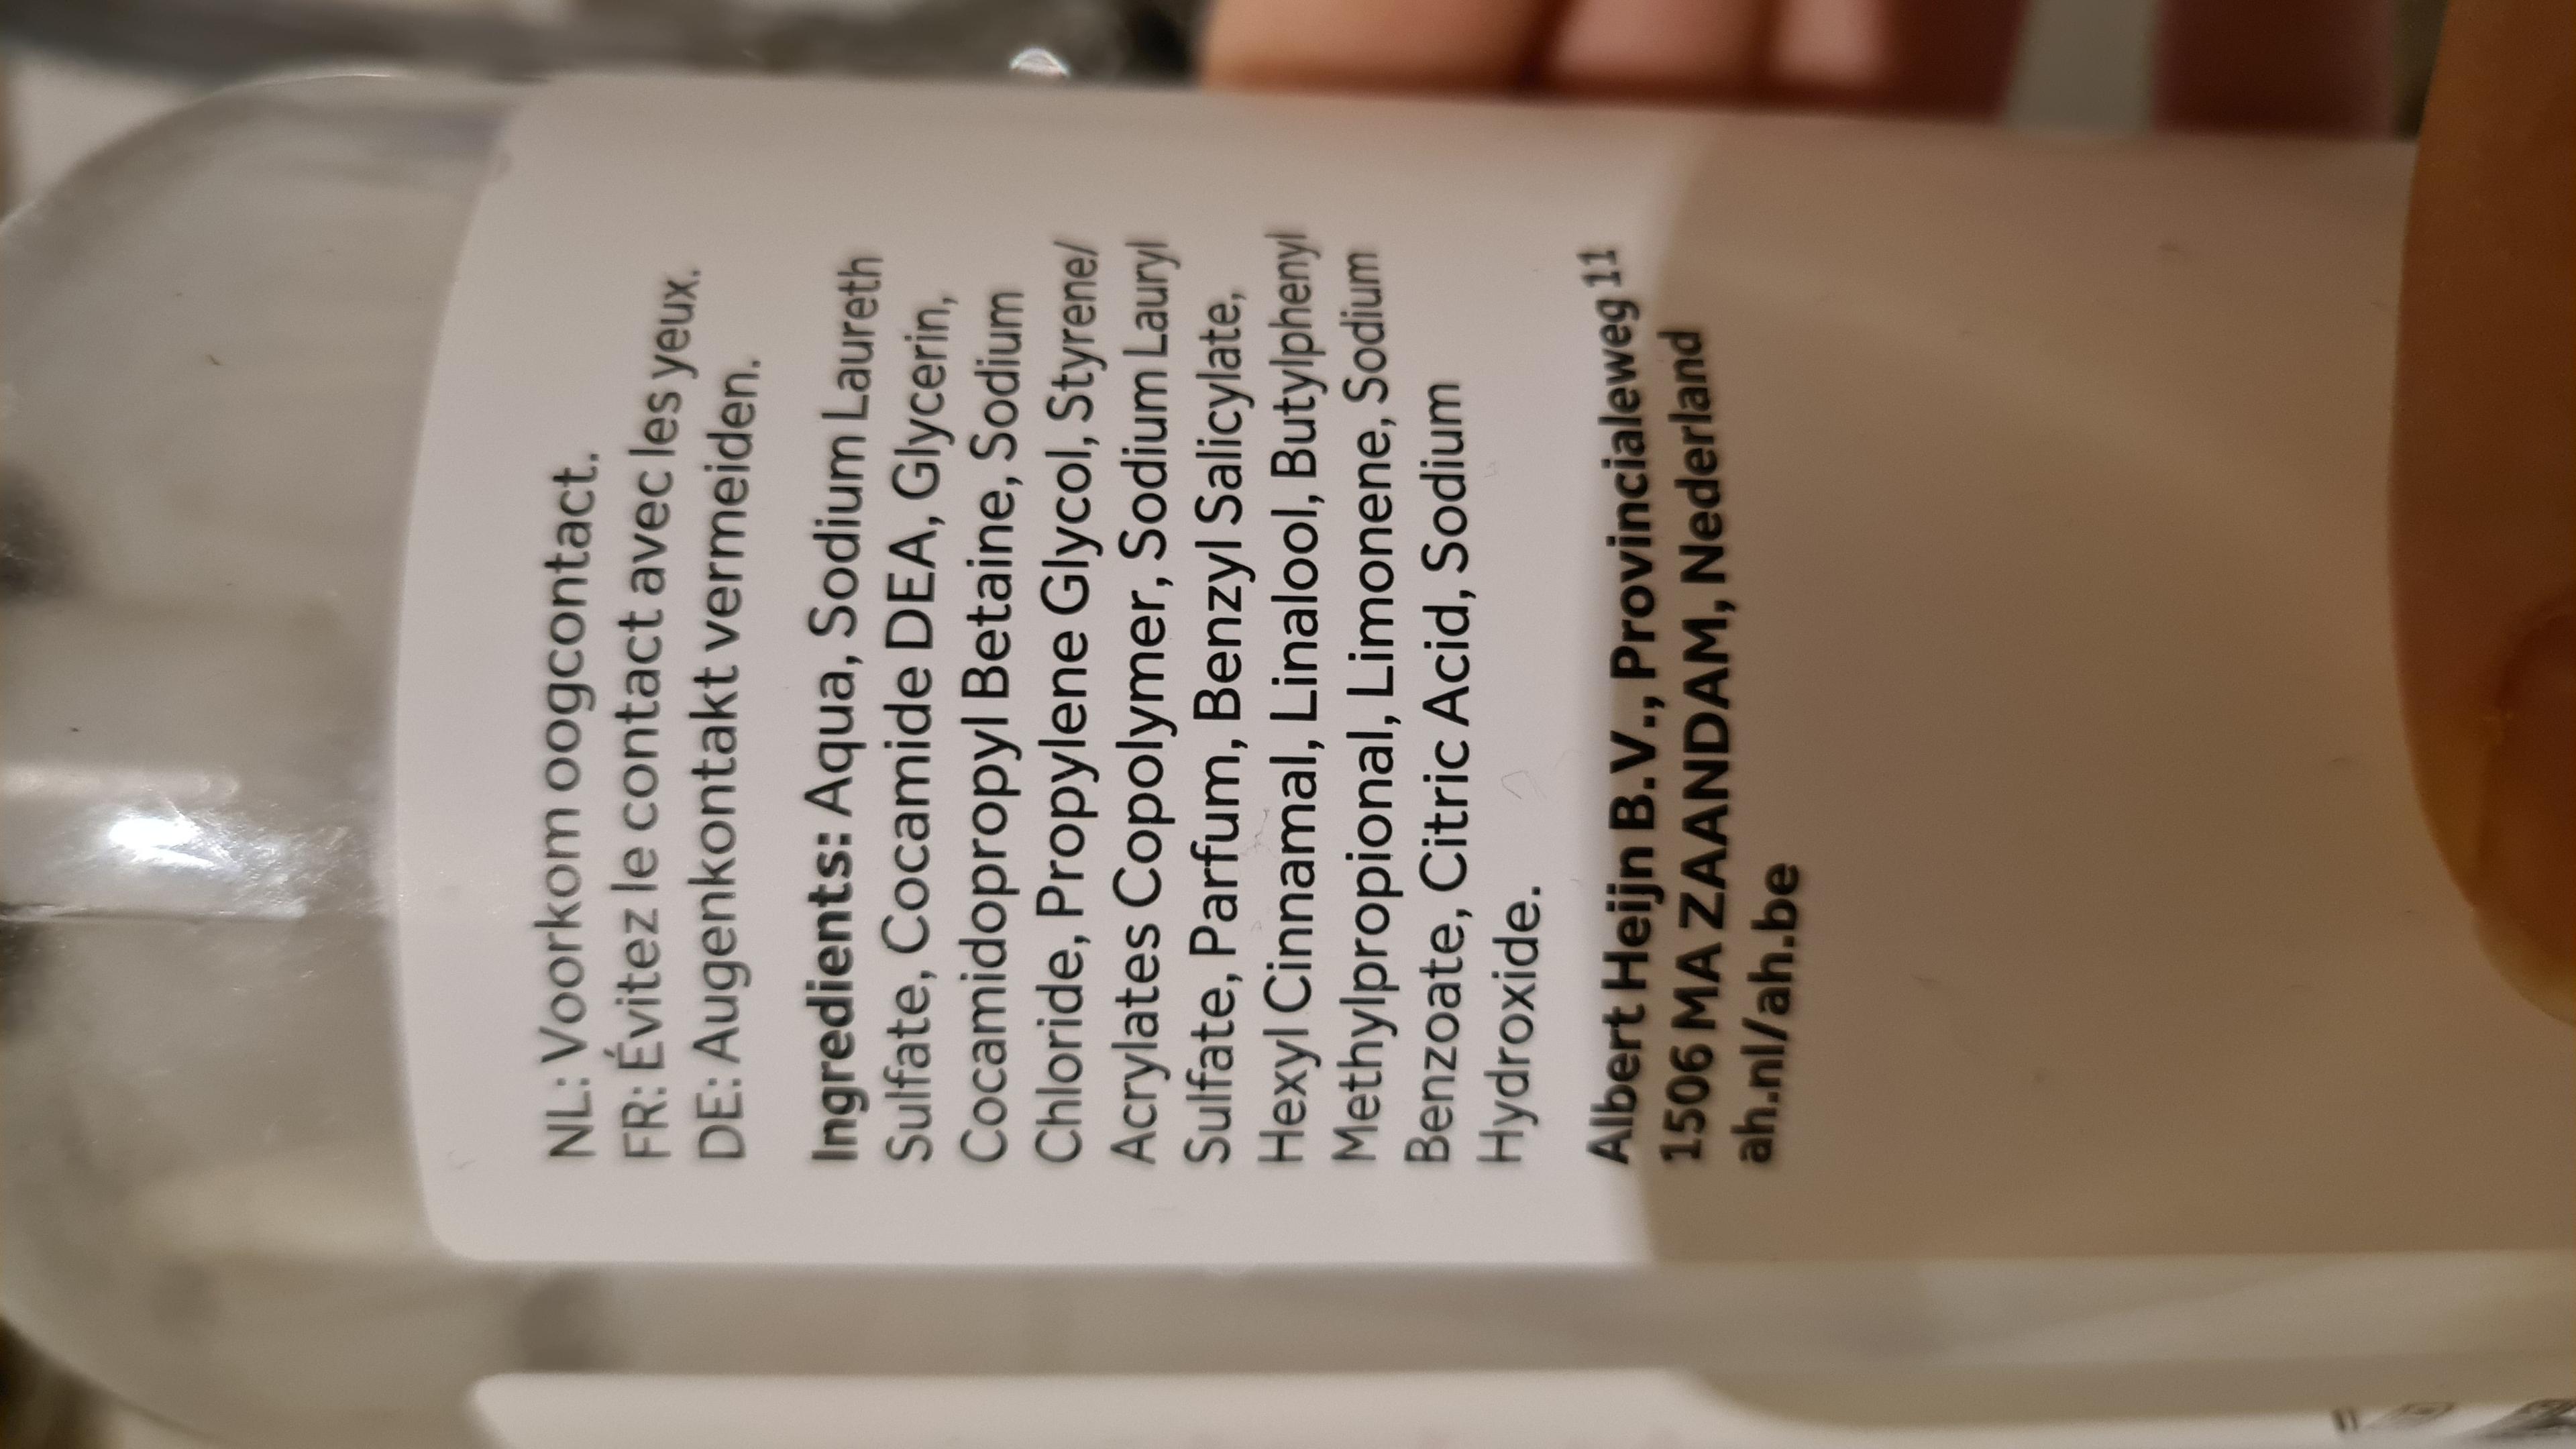 NL: Voorkom oogcontact.
FR: Évitez le contact avec les yeux.
DE: Augenkontakt vermeiden.
Ingredients: Aqua, Sodium Laureth
Sulfate, Cocamide DEA, Glycerin,
Cocamidopropyl Betaine, Sodium
Chloride, Propylene Glycol, Styrene/
Acrylates Copolymer, Sodium Lauryl
Sulfate, Parfum, Benzyl Salicylate,
Hexyl Cinnamal, Linalool, Butylphenyl
Methylpropional, Limonene, Sodium
Benzoate, Citric Acid, Sodium
Hydroxide.
Albert Heijn B.V., Provincialeweg 11
1506 MA ZAANDAM, Nederland
ah.nl/ah.be